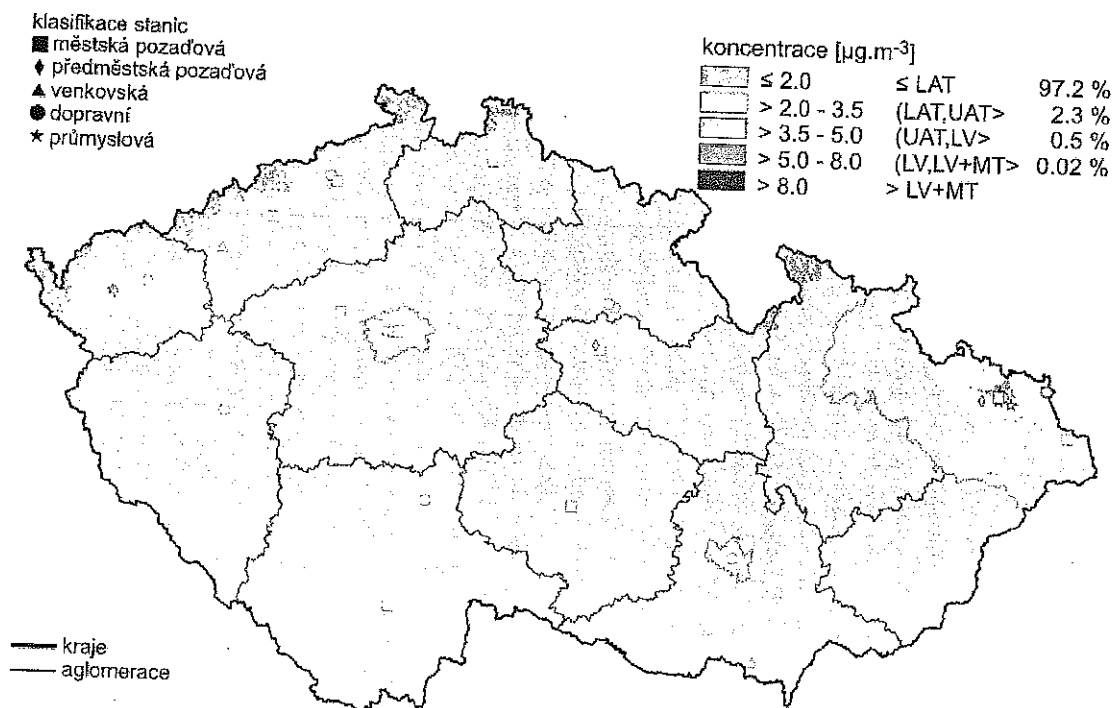 klasifikace stanic
městská pozaďová
předměstská pozaďová
venkovská
dopravní
průmyslová
koncentrace [µg.m-3]
≤ 2.0 ≤ LAT 97.2 %
> 2.0 - 3.5 (LAT,UAT> 2.3 %
> 3.5 - 5.0 (UAT,LV> 0.5 %
> 5.0 - 8.0 (LV,LV+MT> 0.02 %
> 8.0 > LV+MT
kraje
aglomerace